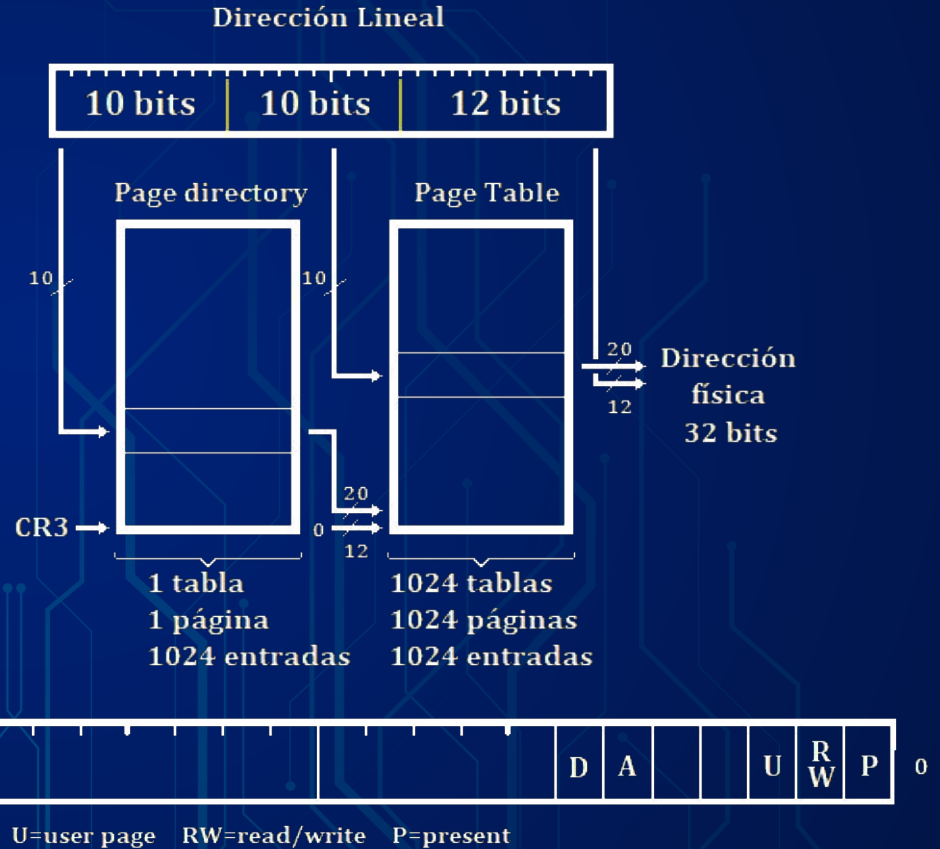 Dirección Lineal
10 bits 10 bits 12 bits
Page directory Page Table
10 10
20 Dirección
12 física
32 bits
20
CR3 0
12
1 tabla 1024 tablas
1 página 1024 páginas
1024 entradas 1024 entradas
D A U RW P 0
U=user page RW=read/write P=present